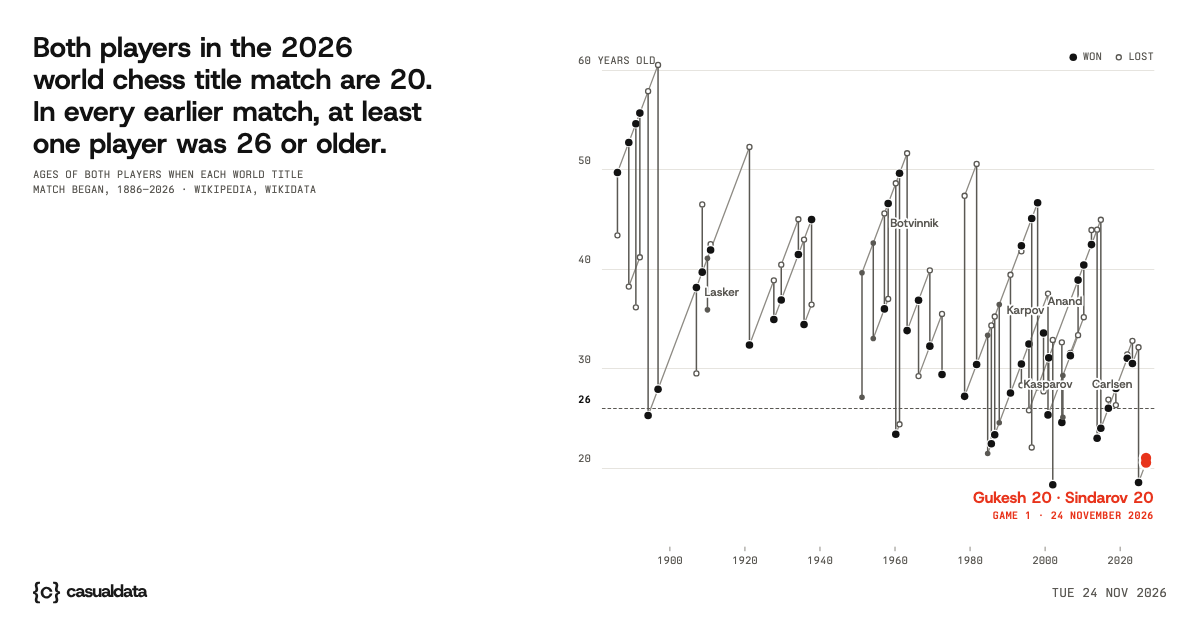 Both players in the 2026
world chess title match are 20.
In every earlier match, at least
one player was 26 or older.
AGES OF BOTH PLAYERS WHEN EACH WORLD TITLE
MATCH BEGAN, 1886–2026 · WIKIPEDIA, WIKIDATA
60 YEARS OLD
WON LOST
50
Botvinnik
40
Lasker
Anand
Karpov
30
Kasparov Carlsen
26
20
Gukesh 20 · Sindarov 20
GAME 1 · 24 NOVEMBER 2026
1900 1920 1940 1960 1980 2000 2020
{c} casualdata
TUE 24 NOV 2026